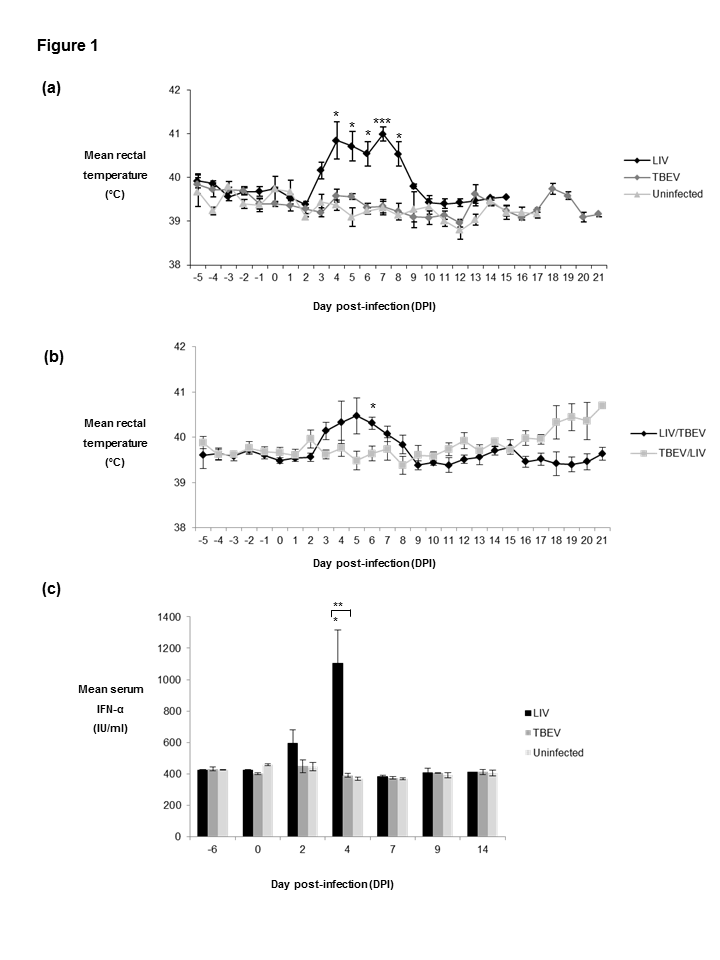 Figure 1
(a)
42
41
40
39
38
Mean rectal
temperature
(°C)
* * * *** *
LIV
TBEV
Uninfected
-5 -4 -3 -2 -1 0 1 2 3 4 5 6 7 8 9 10 11 12 13 14 15 16 17 18 19 20 21
Day post-infection (DPI)
(b)
42
41
40
39
38
Mean rectal
temperature
(°C)
*
LIV/TBEV
TBEV/LIV
-5 -4 -3 -2 -1 0 1 2 3 4 5 6 7 8 9 10 11 12 13 14 15 16 17 18 19 20 21
Day post-infection (DPI)
(c)
1400
1200
1000
800
600
400
200
0
Mean serum
IFN-α
(IU/ml)
**
*
LIV
TBEV
Uninfected
-6 0 2 4 7 9 14
Day post-infection (DPI)